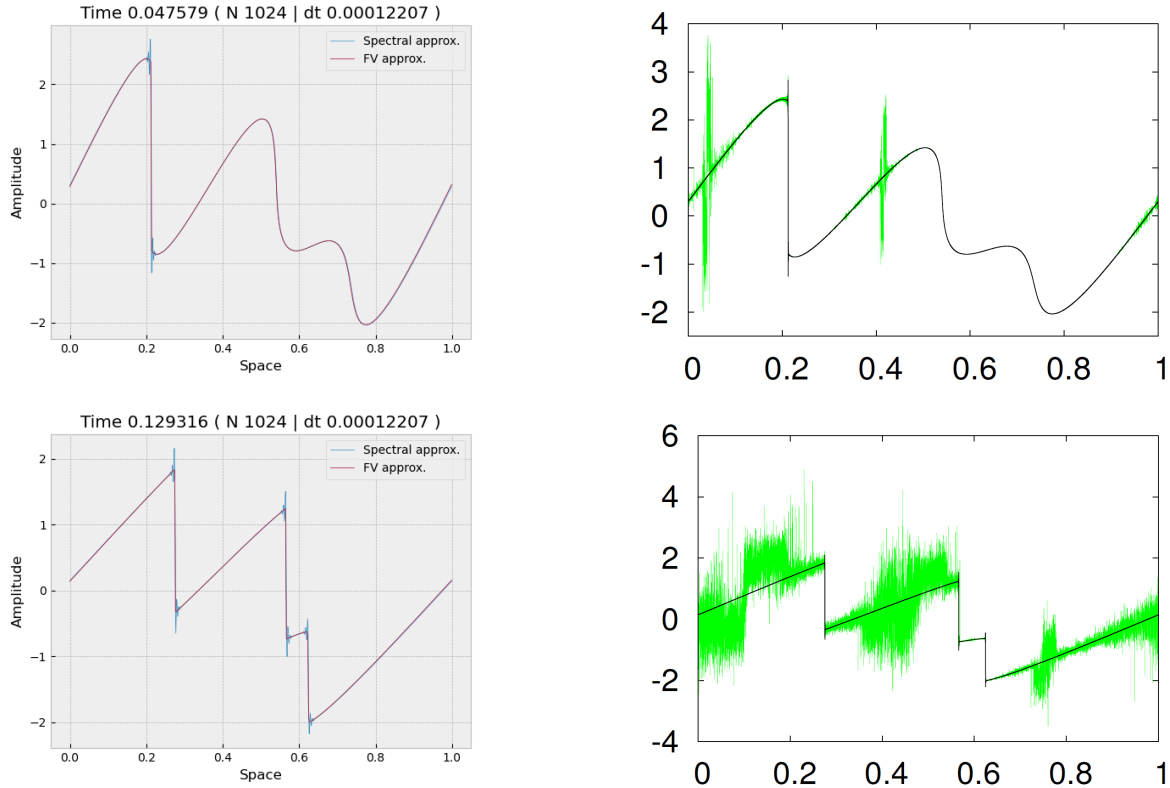 Time 0.047579 ( N 1024 | dt 0.00012207 )
Spectral approx.
FV approx.
Amplitude
2
1
0
−1
−2
0.0 0.2 0.4 0.6 0.8 1.0
Space
4
3
2
1
0
-1
-2
0 0.2 0.4 0.6 0.8 1
Time 0.129316 ( N 1024 | dt 0.00012207 )
Spectral approx.
FV approx.
Amplitude
2
1
0
−1
−2
0.0 0.2 0.4 0.6 0.8 1.0
Space
6
4
2
0
-2
-4
0 0.2 0.4 0.6 0.8 1